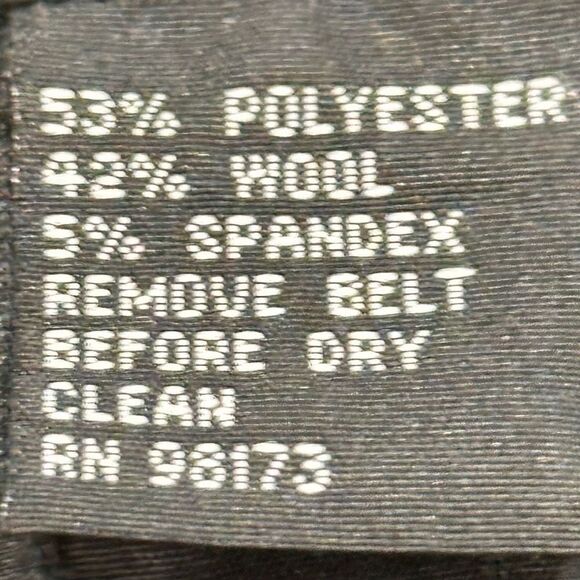 53% POLYESTER
42% WOOL
5% SPANDEX
REMOVE BELT
BEFORE DRY
CLEAN
RN 98173